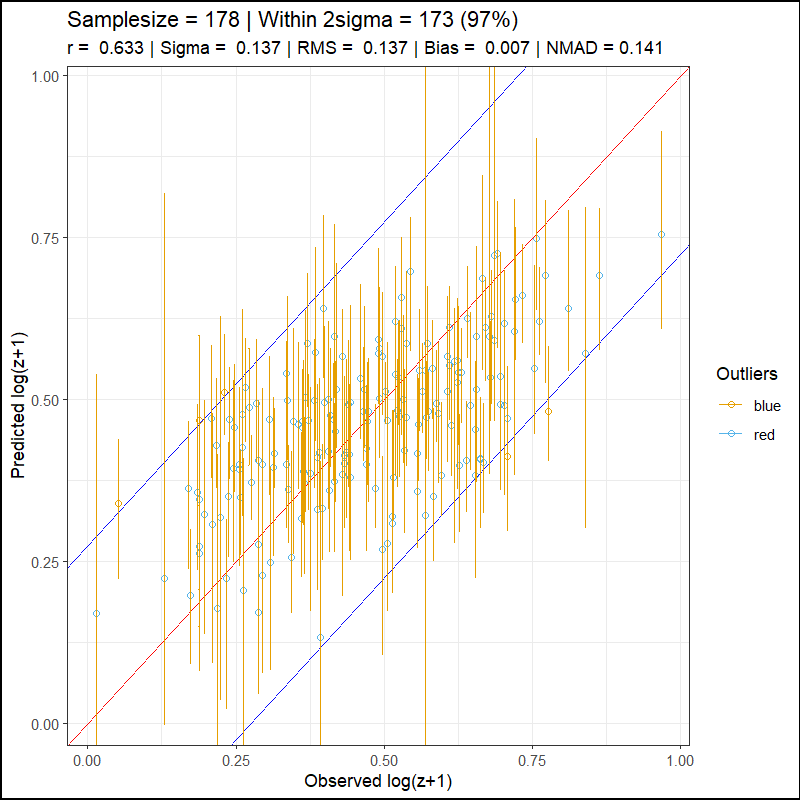 Samplesize = 178 | Within 2sigma = 173 (97%)
r = 0.633 | Sigma = 0.137 | RMS = 0.137 | Bias = 0.007 | NMAD = 0.141
1.00
0.75
0.50
0.25
0.00
Predicted log(z+1)
0.00 0.25 0.50 0.75 1.00
Observed log(z+1)
Outliers
blue
red